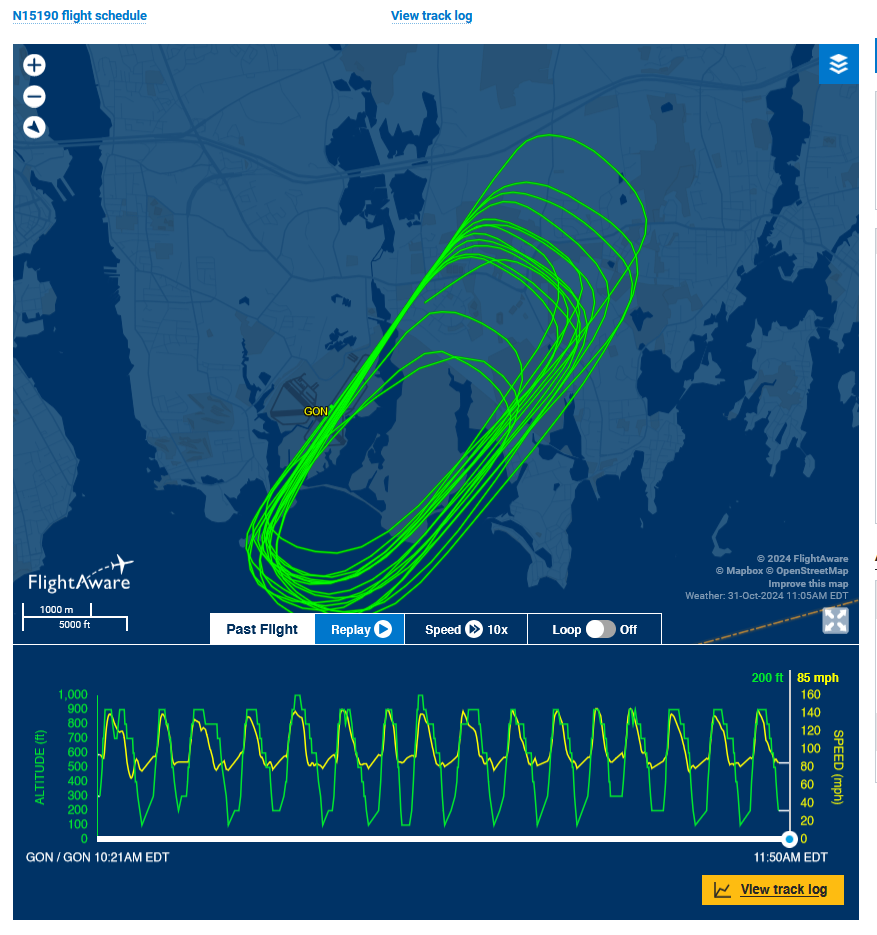 N15190 flight schedule
View track log
GON
FlightAware
1000 m
5000 ft
© 2024 FlightAware
© Mapbox © OpenStreetMap
Improve this map
Weather: 31-Oct-2024 11:05AM EDT
Past Flight
Replay
Speed 10x
Loop Off
200 ft
85 mph
1,000
900
800
700
600
500
400
300
200
100
0
ALTITUDE (ft)
160
140
120
100
80
60
40
20
0
SPEED (mph)
GON / GON 10:21AM EDT
11:50AM EDT
View track log